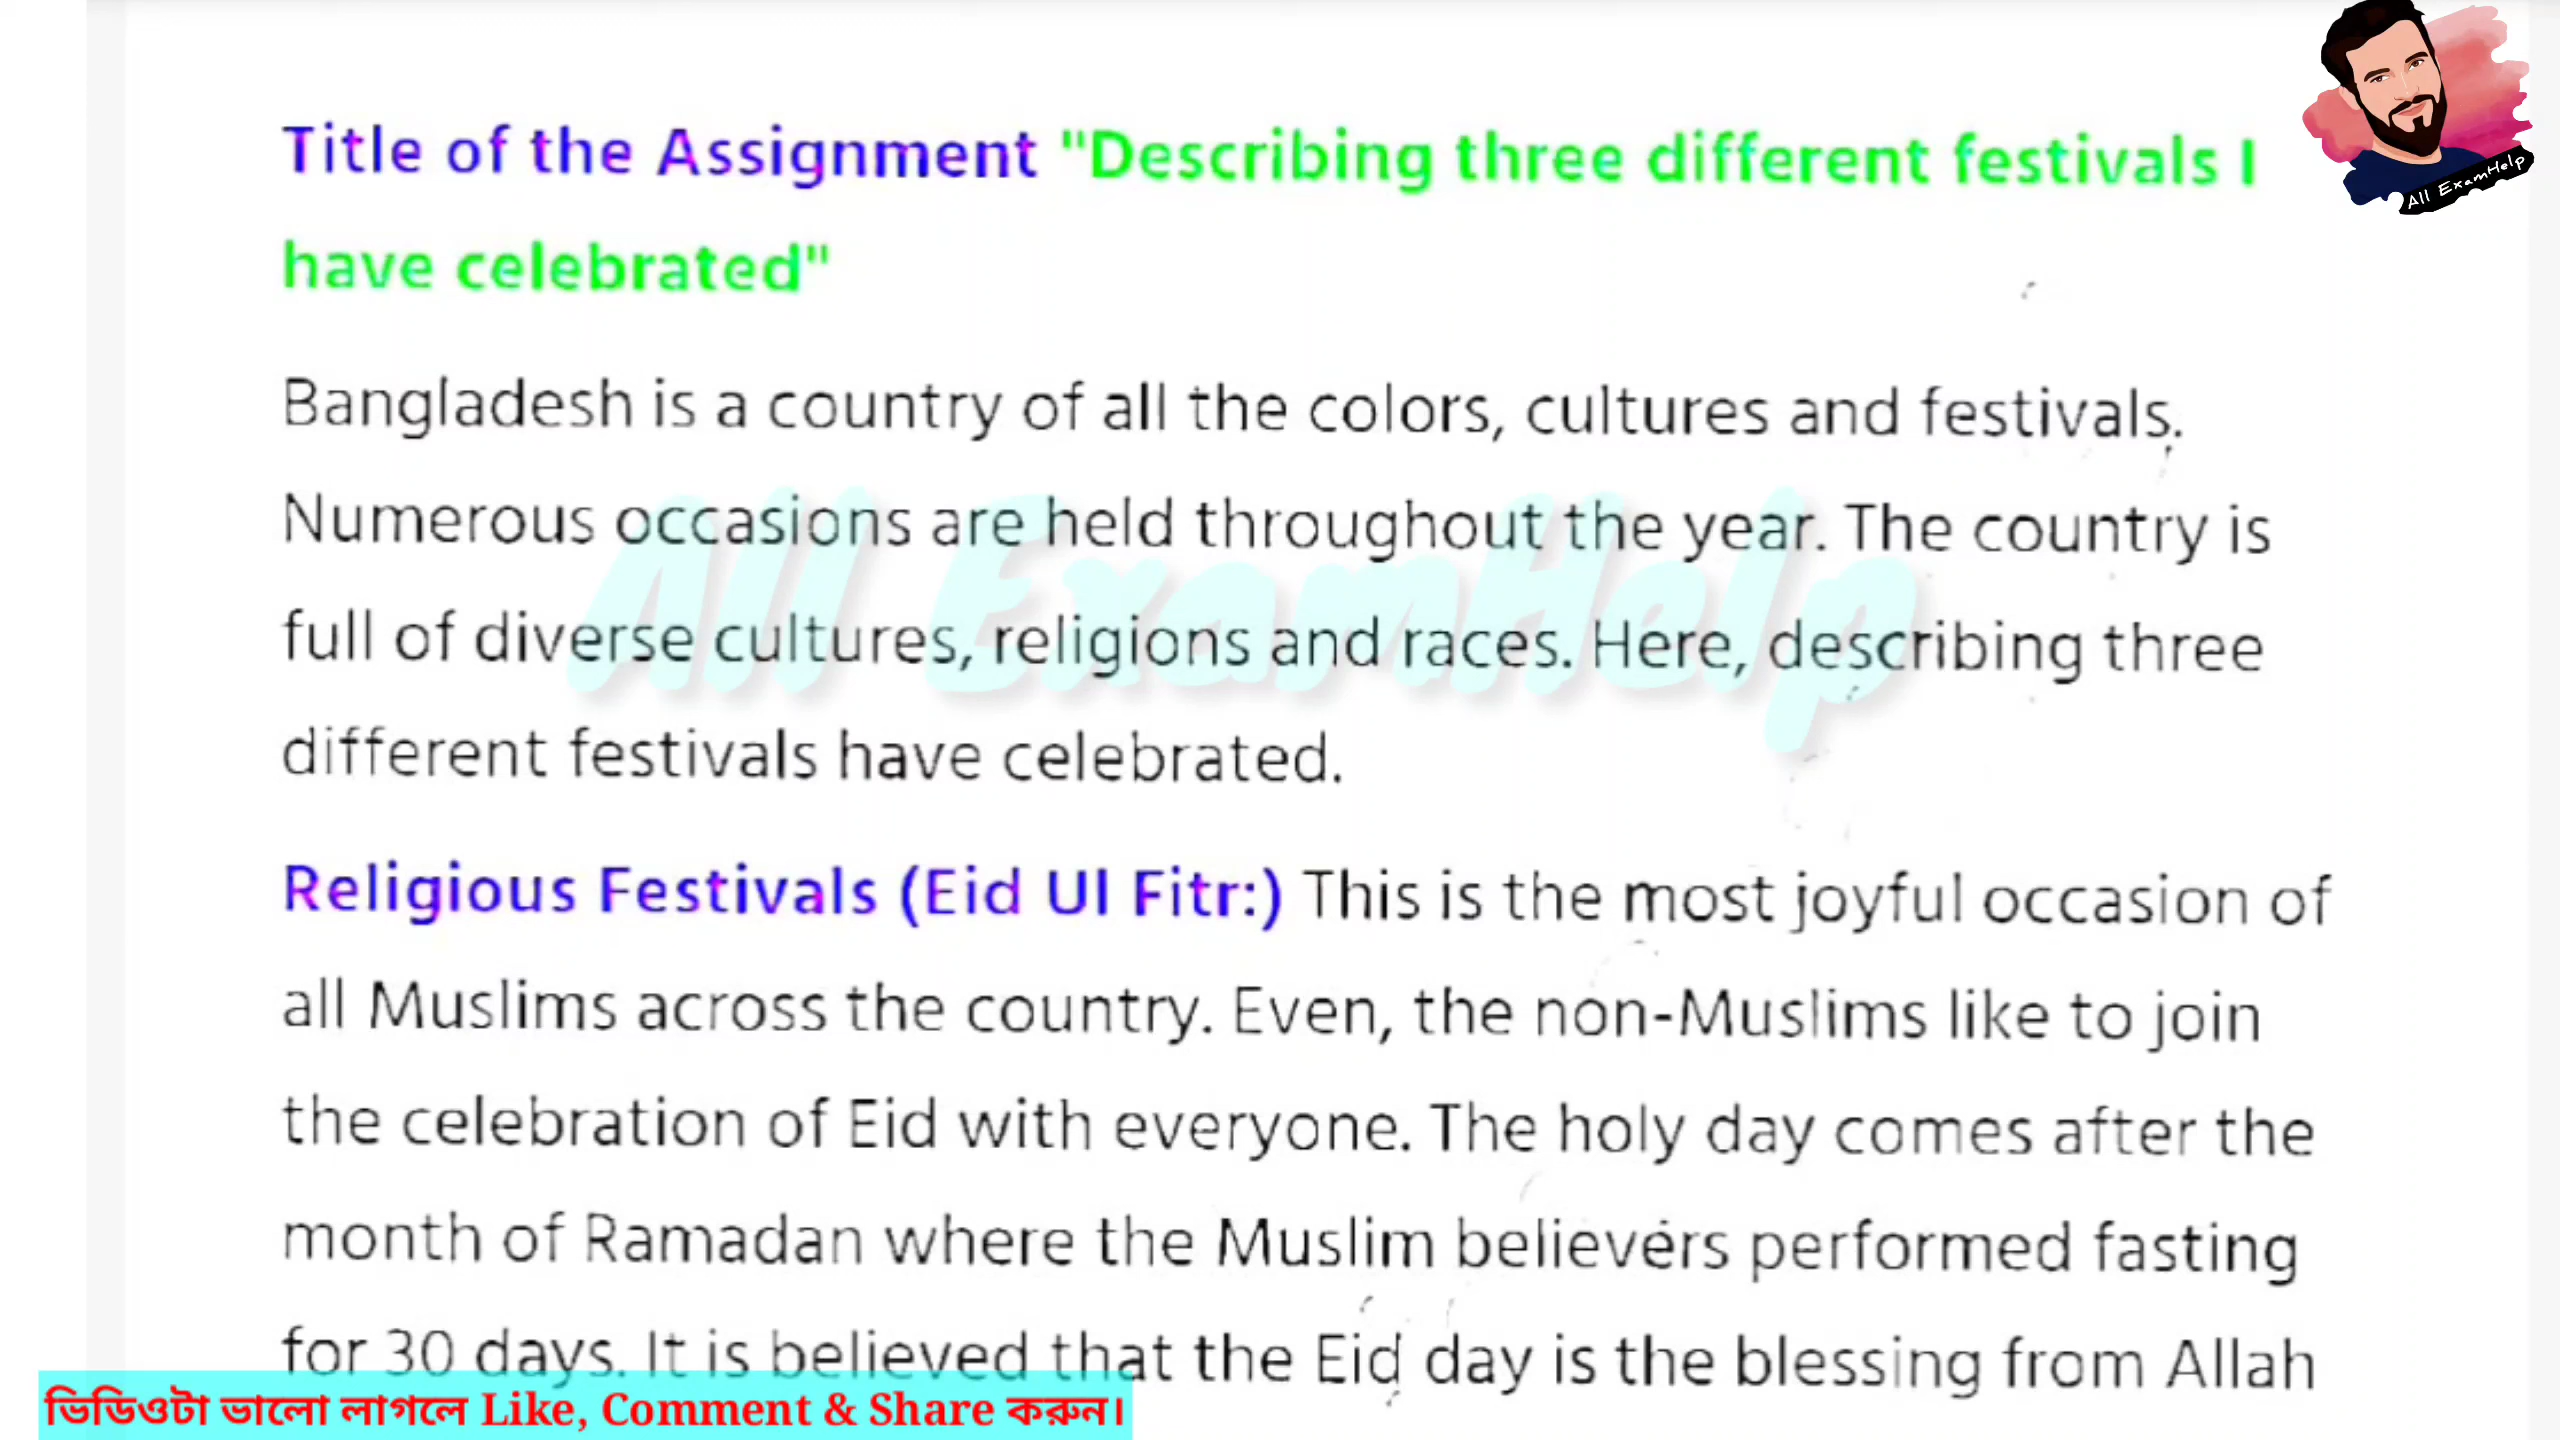 Title of the Assignment "Describing three different festivals I
have celebrated"
Bangladesh is a country of all the colors, cultures and festivals.
Numerous occasions are held throughout the year. The country is
full of diverse cultures, religions and races. Here, describing three
different festivals have celebrated.
Religious Festivals (Eid Ul Fitr:) This is the most joyful occasion of
all Muslims across the country. Even, the non-Muslims like to join
the celebration of Eid with everyone. The holy day comes after the
month of Ramadan where the Muslim believers performed fasting
for 30 days. It is believed that the Eid day is the blessing from Allah
All ExamHelp
All ExamHelp
ভিডিওটা ভালো লাগলে Like, Comment & Share করুন।